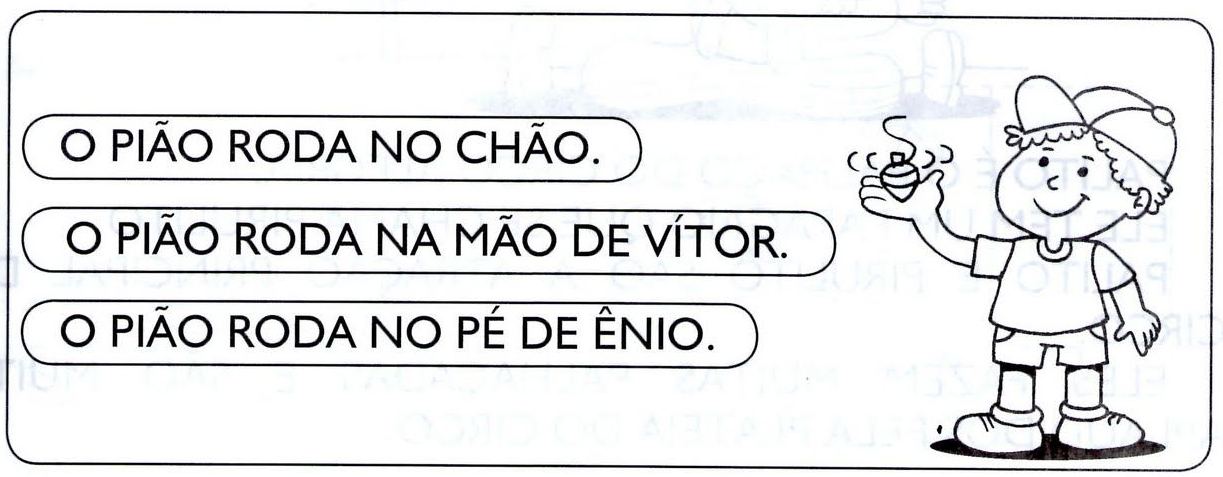 O PIÃO RODA NO CHÃO.
O PIÃO RODA NA MÃO DE VÍTOR.
O PIÃO RODA NO PÉ DE ÊNIO.